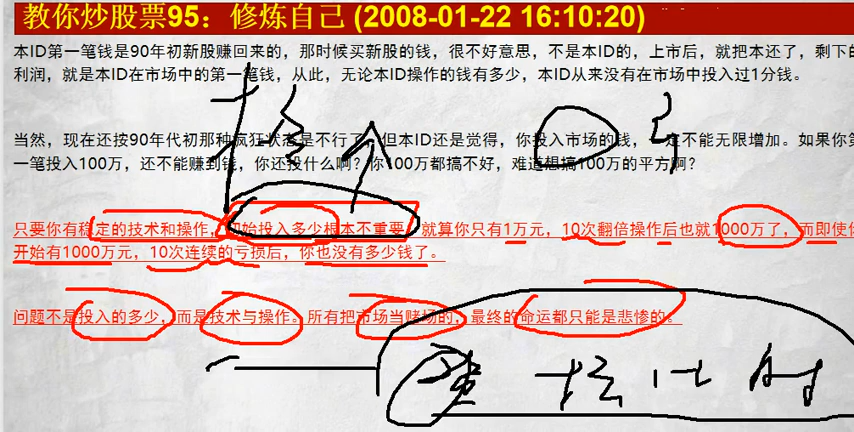 教你炒股票95：修炼自己 (2008-01-22 16:10:20)
本ID第一笔钱是90年初新股赚回来的，那时候买新股的钱，很不好意思，不是本ID的，上市后，就把本还了，剩下的
利润，就是本ID在市场中的第一笔钱，从此，无论本ID操作的钱有多少，本ID从来没有在市场中投入过1分钱。
当然，现在还按90年代初那种疯狂状态是不行了，但本ID还是觉得，你投入市场的钱，一定不能无限增加。如果你第
一笔投入100万，还不能赚到钱，你还投什么啊？你100万都搞不好，难道想搞100万的平方啊？
只要你有稳定的技术和操作，初始投入多少根本不重要，就算你只有1万元，10次翻倍操作后也就1000万了，而即使你
开始有1000万元，10次连续的亏损后，你也没有多少钱了。
问题不是投入的多少，而是技术与操作。所有把市场当赌场的，最终的命运都只能是悲惨的。